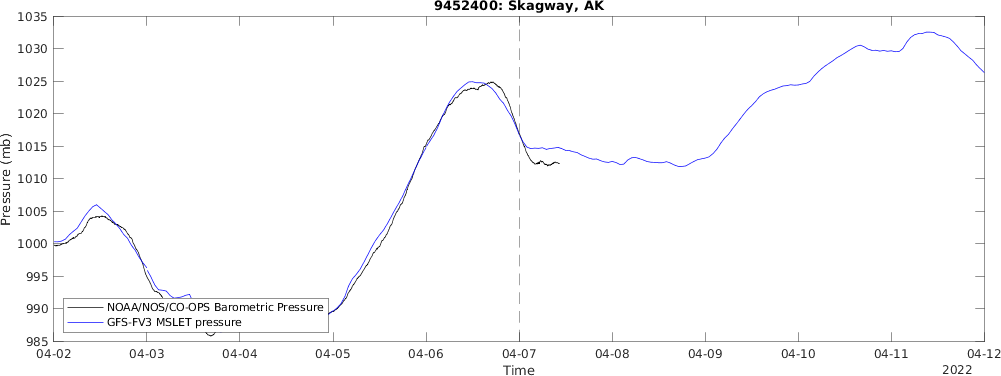 9452400: Skagway, AK
Pressure (mb)
1035
1030
1025
1020
1015
1010
1005
1000
995
990
985
NOAA/NOS/CO-OPS Barometric Pressure
GFS-FV3 MSLET pressure
04-02 04-03 04-04 04-05 04-06 04-07 04-08 04-09 04-10 04-11 04-12
Time
2022